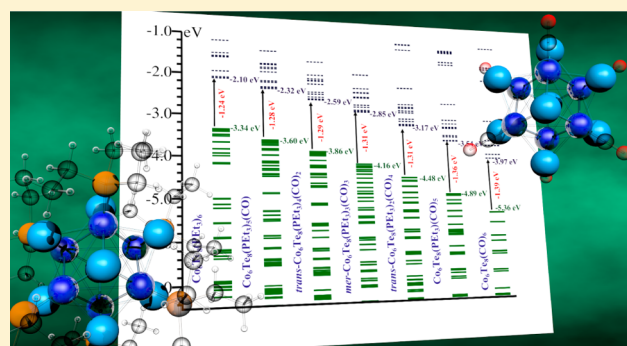 -1.0 eV
-2.0
-3.0
-4.0
-5.0
-2.10 eV
-2.32 eV
-2.59 eV
-2.85 eV
-3.17 eV
-3.54 eV
-3.97 eV
-1.24 eV
-1.28 eV
-1.29 eV
-1.31 eV
-1.31 eV
-1.36 eV
-1.39 eV
-3.34 eV
-3.60 eV
-3.86 eV
-4.16 eV
-4.48 eV
-4.89 eV
-5.36 eV
Co₆Te₈(PEt₃)₅(CO)
trans-Co₆Te₈(PEt₃)₄(CO)₂
mer-Co₆Te₈(PEt₃)₃(CO)₃
trans-Co₆Te₈(PEt₃)₂(CO)₄
Co₆Te₈(PEt₃)(CO)₅
Co₆Te₈(CO)₆